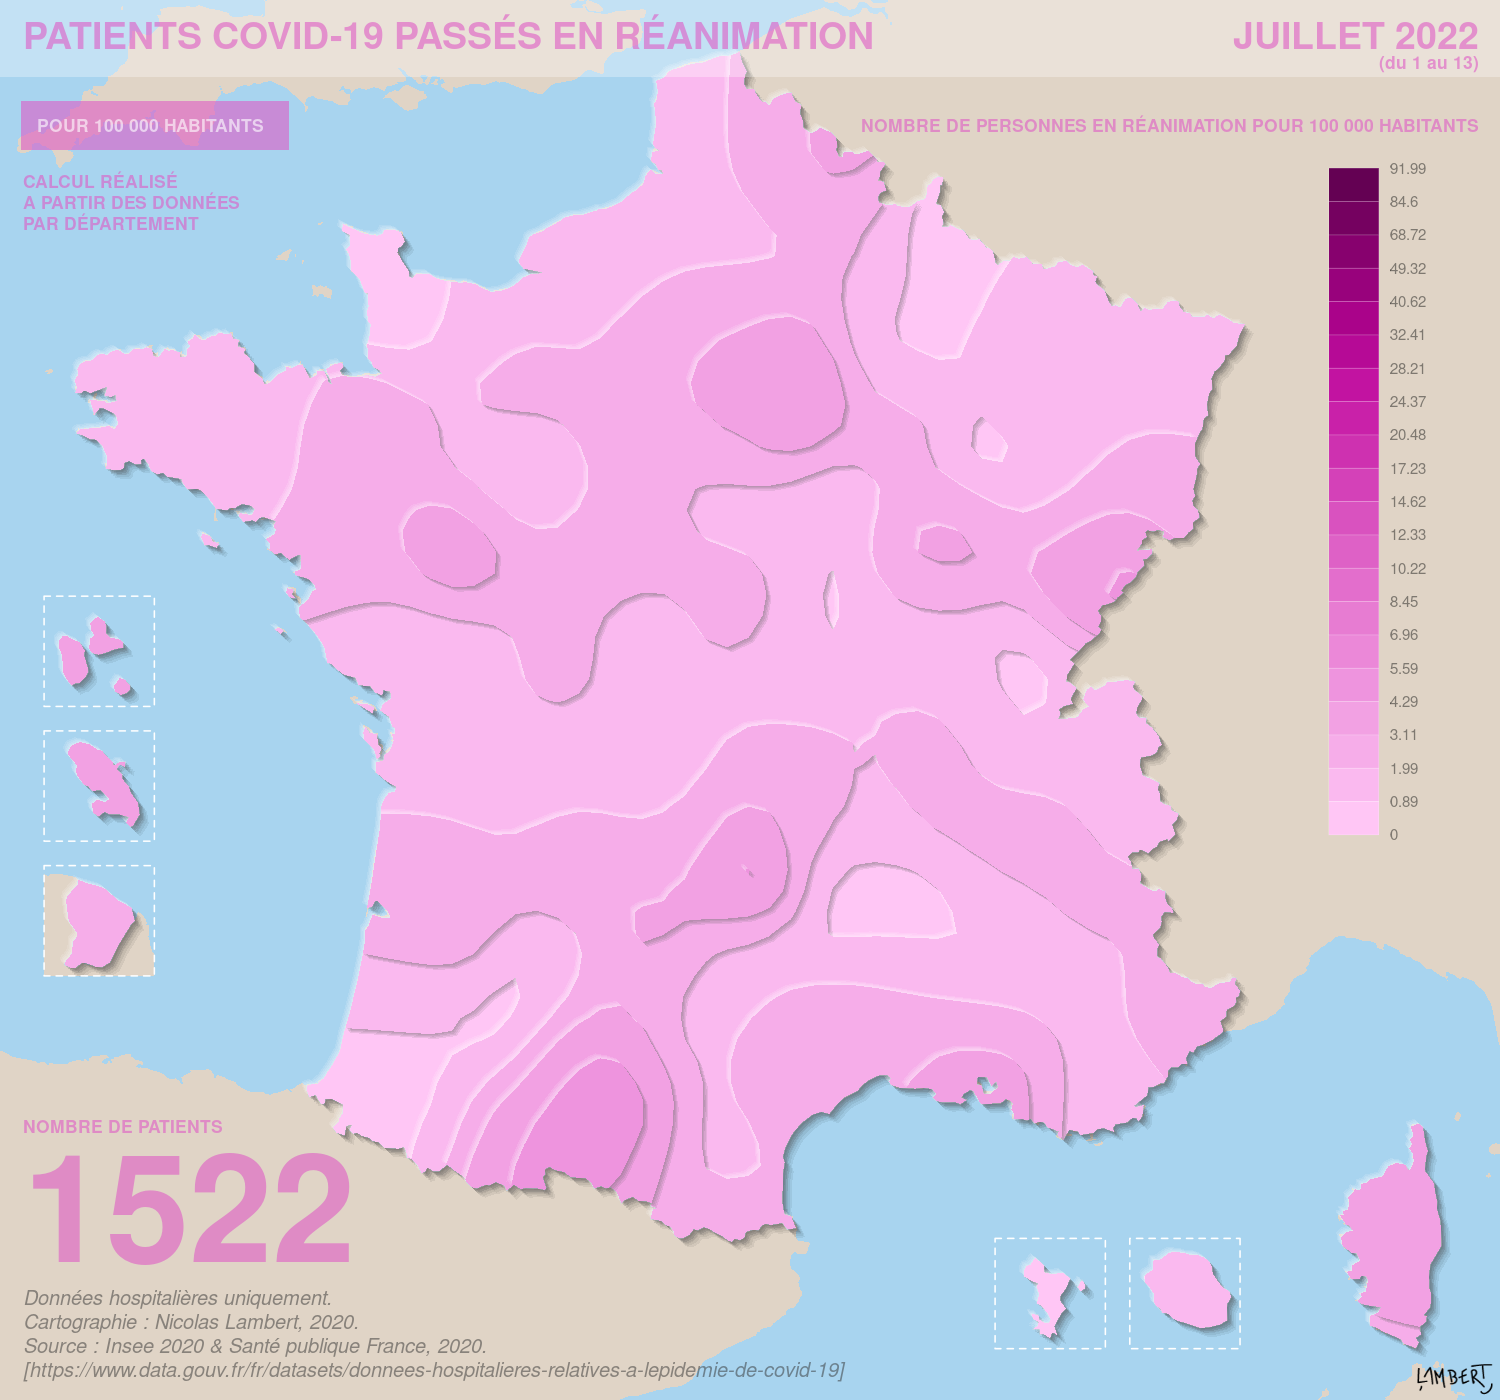 PATIENTS COVID-19 PASSÉS EN RÉANIMATION
JUILLET 2022
(du 1 au 13)
POUR 100 000 HABITANTS
CALCUL RÉALISÉ
A PARTIR DES DONNÉES
PAR DÉPARTEMENT
NOMBRE DE PERSONNES EN RÉANIMATION POUR 100 000 HABITANTS
91.99
84.6
68.72
49.32
40.62
32.41
28.21
24.37
20.48
17.23
14.62
12.33
10.22
8.45
6.96
5.59
4.29
3.11
1.99
0.89
0
NOMBRE DE PATIENTS
1522
Données hospitalières uniquement.
Cartographie : Nicolas Lambert, 2020.
Source : Insee 2020 & Santé publique France, 2020.
[https://www.data.gouv.fr/fr/datasets/donnees-hospitalieres-relatives-a-lepidemie-de-covid-19]
LAMBERT